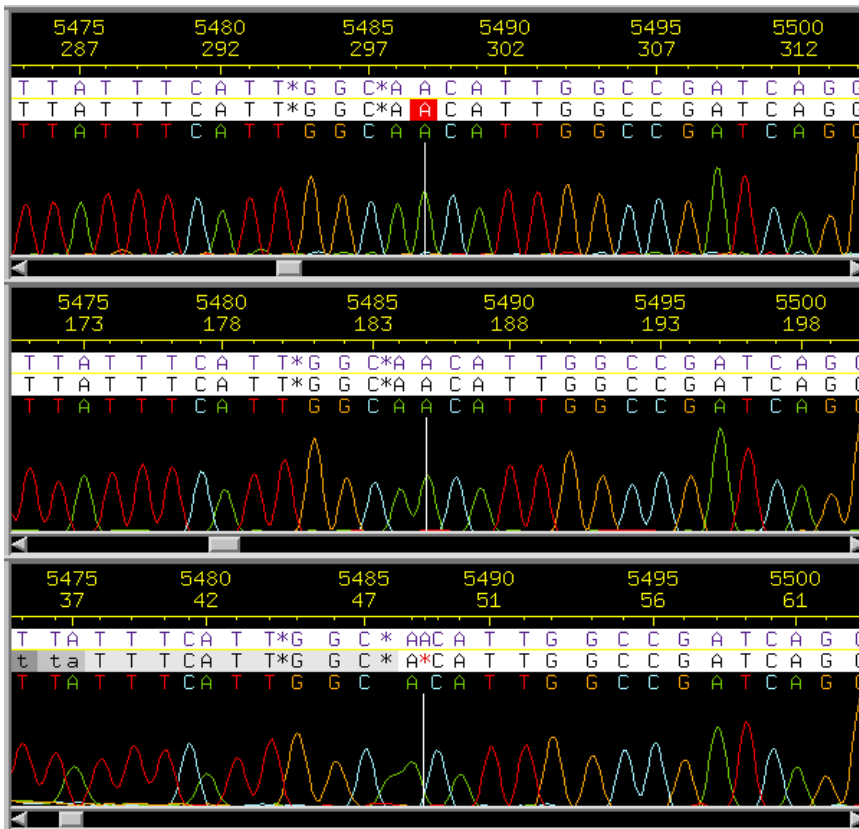 5475 5480 5485 5490 5495 5500
287 292 297 302 307 312
T T A T T T C A T T*G G C*A A C A T T G G C C G A T C A G G
T T A T T T C A T T*G G C*A A C A T T G G C C G A T C A G G
T T A T T T C A T T G G C A A C A T T G G C C G A T C A G G
5475 5480 5485 5490 5495 5500
173 178 183 188 193 198
T T A T T T C A T T*G G C*A A C A T T G G C C G A T C A G G
T T A T T T C A T T*G G C*A A C A T T G G C C G A T C A G G
T T A T T T C A T T G G C A A C A T T G G C C G A T C A G G
5475 5480 5485 5490 5495 5500
37 42 47 51 56 61
T T A T T T C A T T*G G C * A A C A T T G G C C G A T C A G G
t t a T T T C A T T*G G C * A * C A T T G G C C G A T C A G G
T T A T T T C A T T G G C A C A T T G G C C G A T C A G G